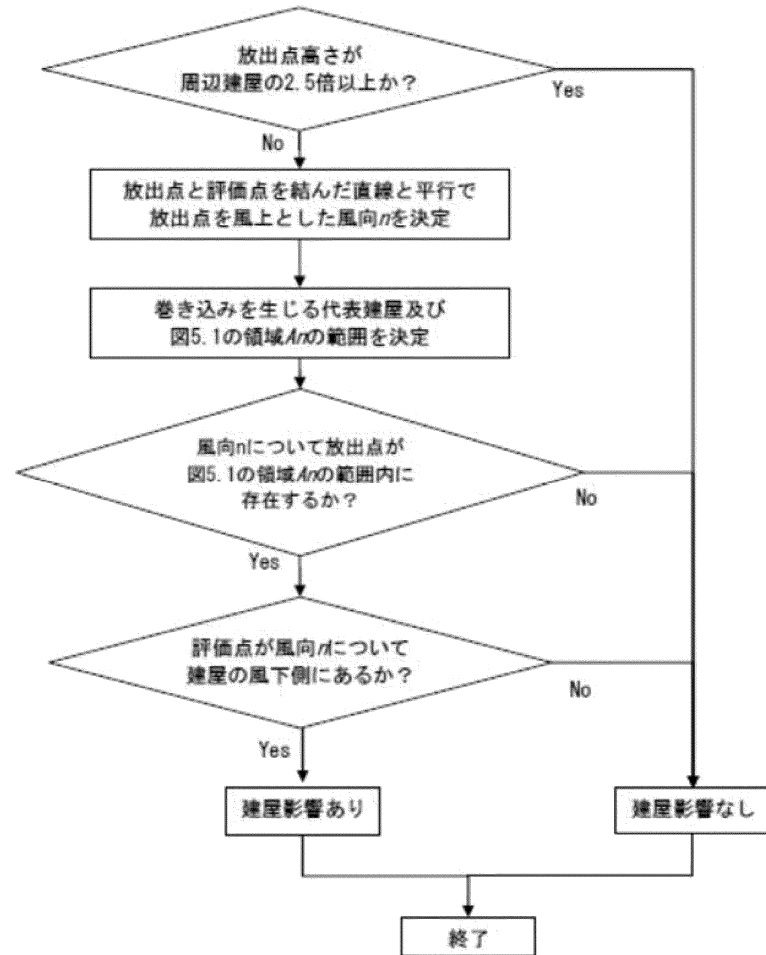 放出点高さが
周辺建屋の2.5倍以上か？
Yes
No
放出点と評価点を結んだ直線と平行で
放出点を風上とした風向nを決定
巻き込みを生じる代表建屋及び
図5.1の領域Anの範囲を決定
風向nについて放出点が
図5.1の領域Anの範囲内に
存在するか？
No
Yes
評価点が風向nについて
建屋の風下側にあるか？
No
Yes
建屋影響あり
建屋影響なし
終了